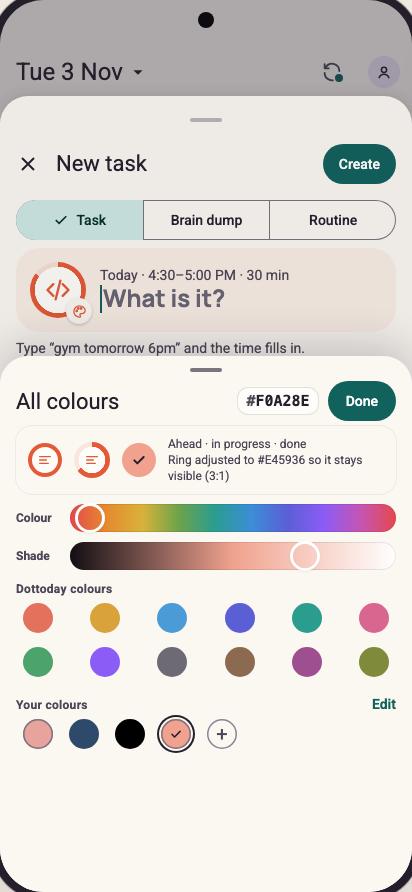 Tue 3 Nov
New task
Create
Task
Brain dump
Routine
Today · 4:30–5:00 PM · 30 min
What is it?
Type “gym tomorrow 6pm” and the time fills in.
All colours
#F0A28E
Done
Ahead · in progress · done
Ring adjusted to #E45936 so it stays
visible (3:1)
Colour
Shade
Dottoday colours
Your colours
Edit